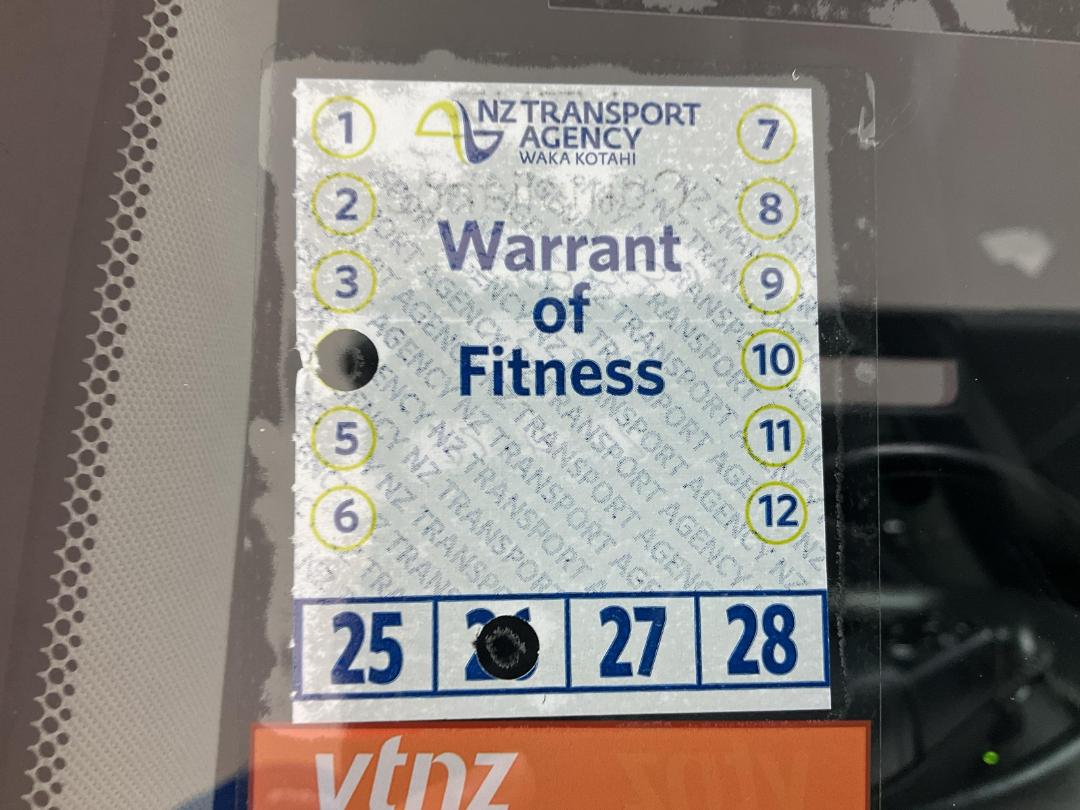 NZ TRANSPORT
AGENCY
WAKA KOTAHI
Warrant
of
Fitness
1
2
3
5
6
7
8
9
10
11
12
25 27 28
vtnz